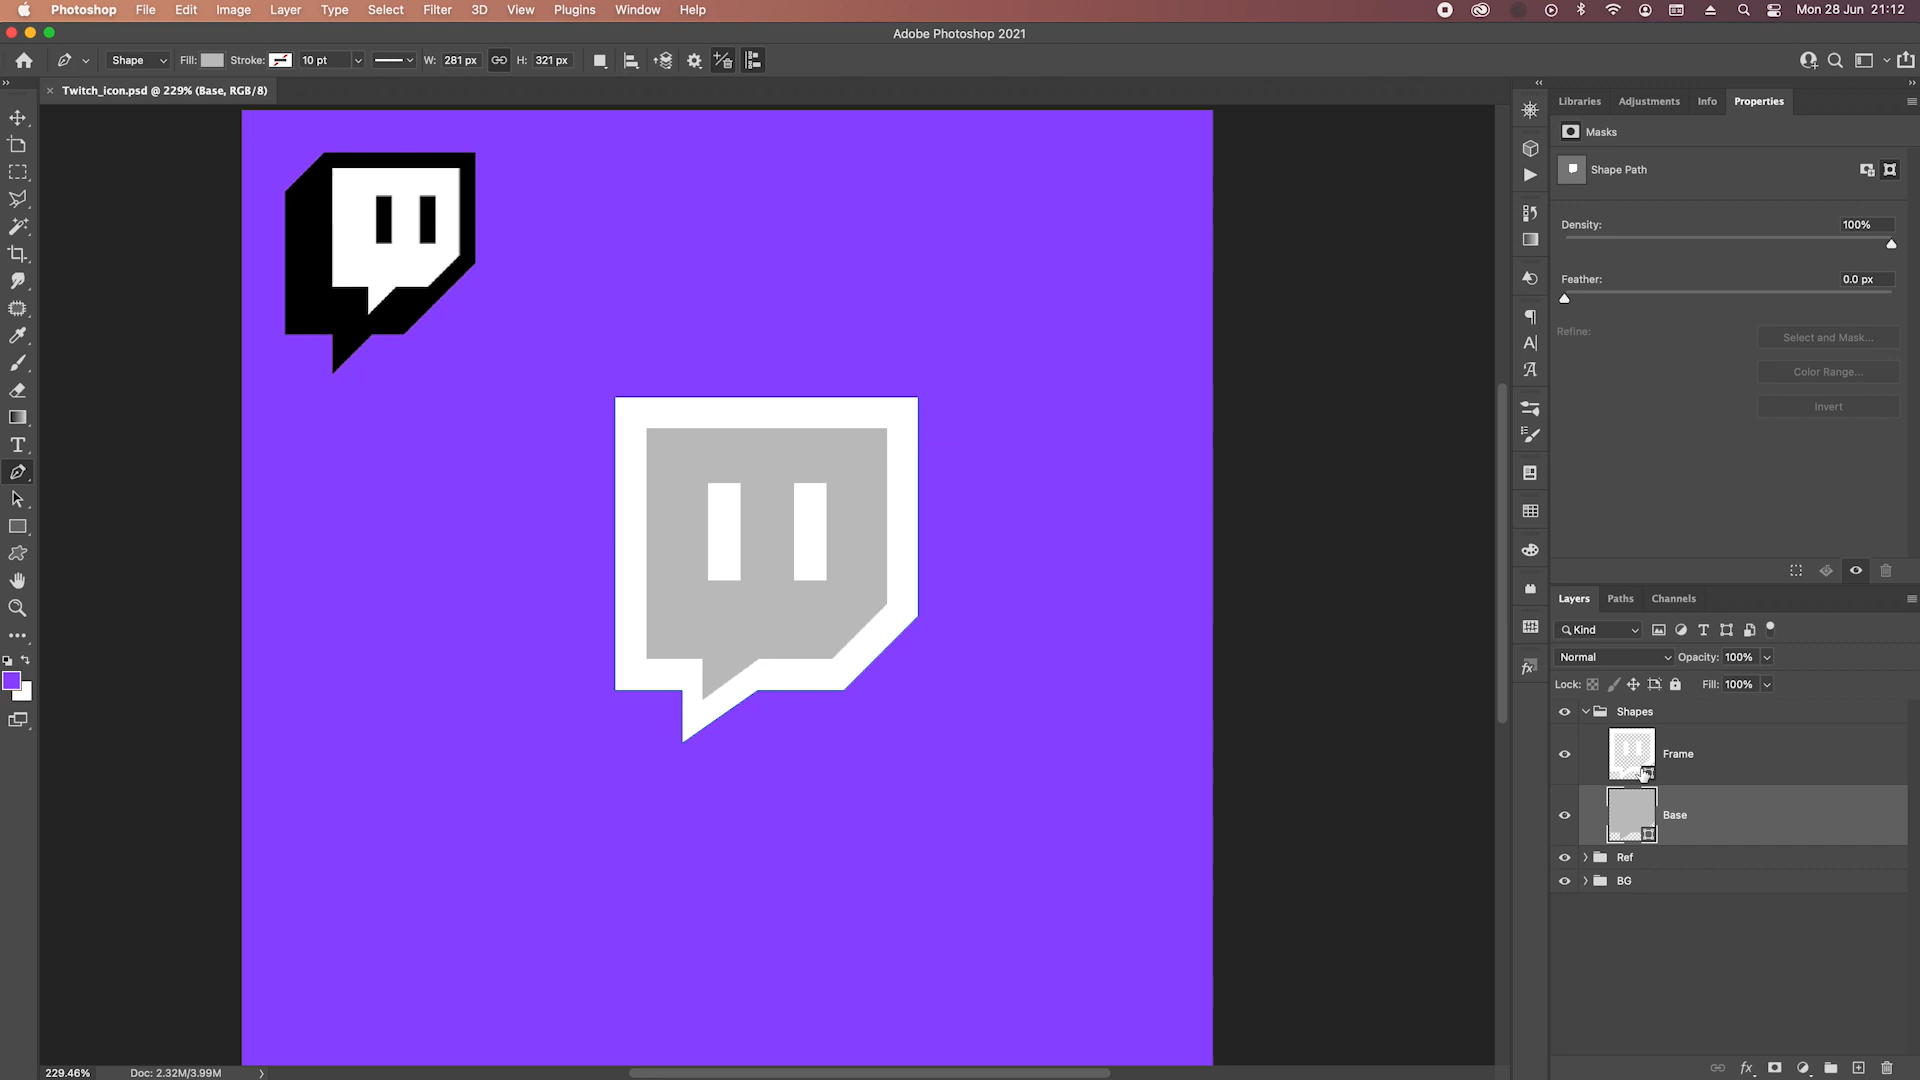 Photoshop File Edit Image Layer Type Select Filter 3D View Plugins Window Help Mon 28 Jun 21:12
Adobe Photoshop 2021
Shape Fill: Stroke: 10 pt W: 281 px H: 321 px
Twitch_icon.psd @ 229% (Base, RGB/8)
Libraries Adjustments Info Properties
Masks
Shape Path
Density: 100%
Feather: 0.0 px
Refine:
Select and Mask...
Color Range...
Invert
Layers Paths Channels
Kind
Normal Opacity: 100%
Lock: Fill: 100%
Shapes
Frame
Base
Ref
BG
229.46% Doc: 2.32M/3.99M